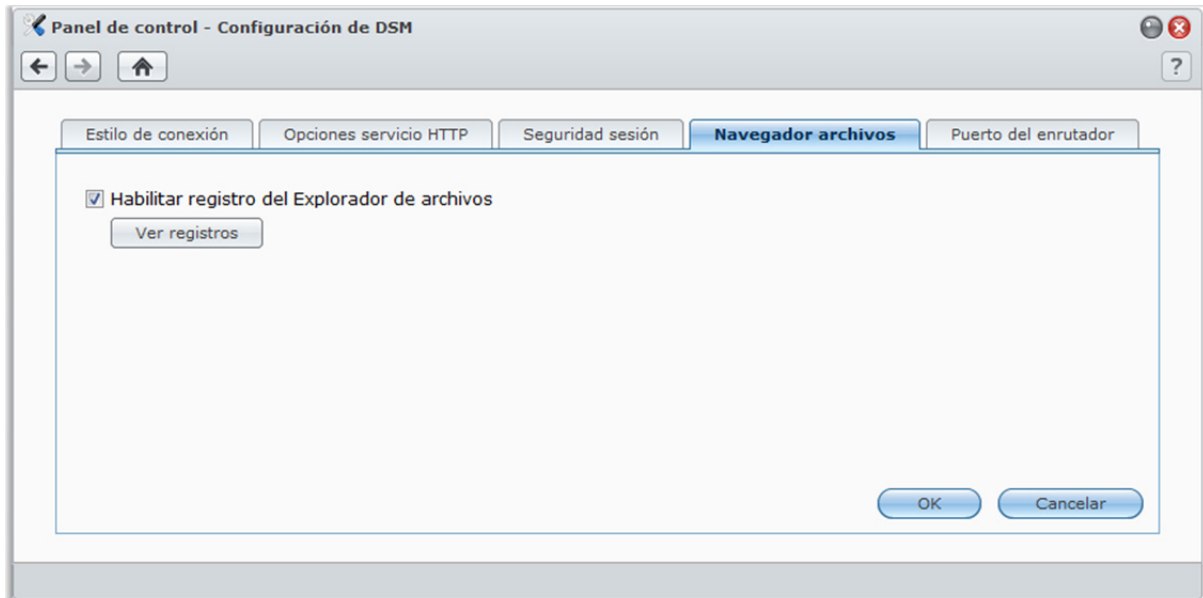 Panel de control - Configuración de DSM
?
Estilo de conexión
Opciones servicio HTTP
Seguridad sesión
Navegador archivos
Puerto del enrutador
Habilitar registro del Explorador de archivos
Ver registros
OK
Cancelar